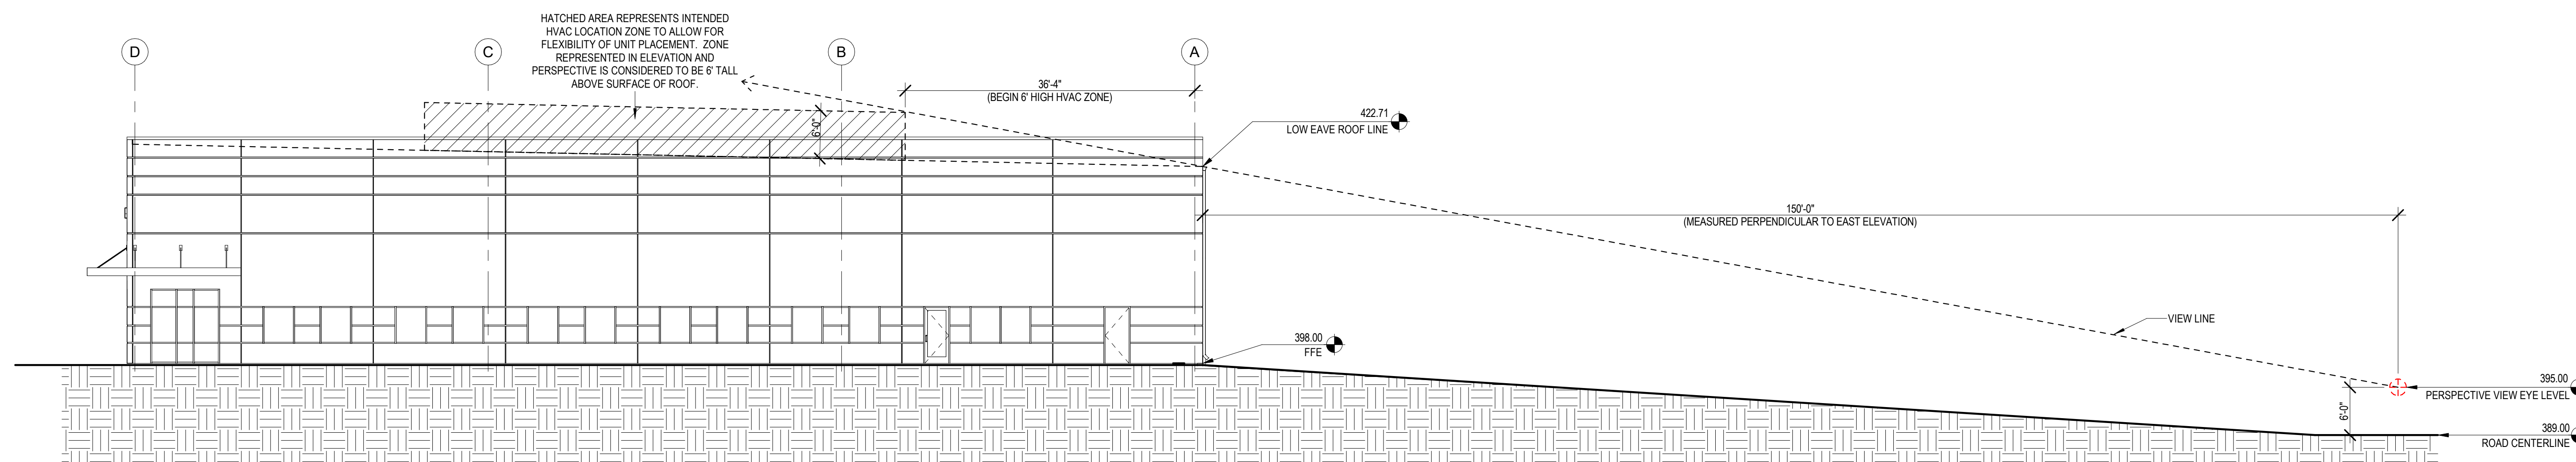 HATCHED AREA REPRESENTS INTENDED
HVAC LOCATION ZONE TO ALLOW FOR
FLEXIBILITY OF UNIT PLACEMENT. ZONE
REPRESENTED IN ELEVATION AND
PERSPECTIVE IS CONSIDERED TO BE 6' TALL
ABOVE SURFACE OF ROOF.
D
C
B
A
36'-4"
(BEGIN 6' HIGH HVAC ZONE)
6'-0"
422.71
LOW EAVE ROOF LINE
150'-0"
(MEASURED PERPENDICULAR TO EAST ELEVATION)
VIEW LINE
398.00
FFE
395.00
PERSPECTIVE VIEW EYE LEVEL
6'-0"
389.00
ROAD CENTERLINE